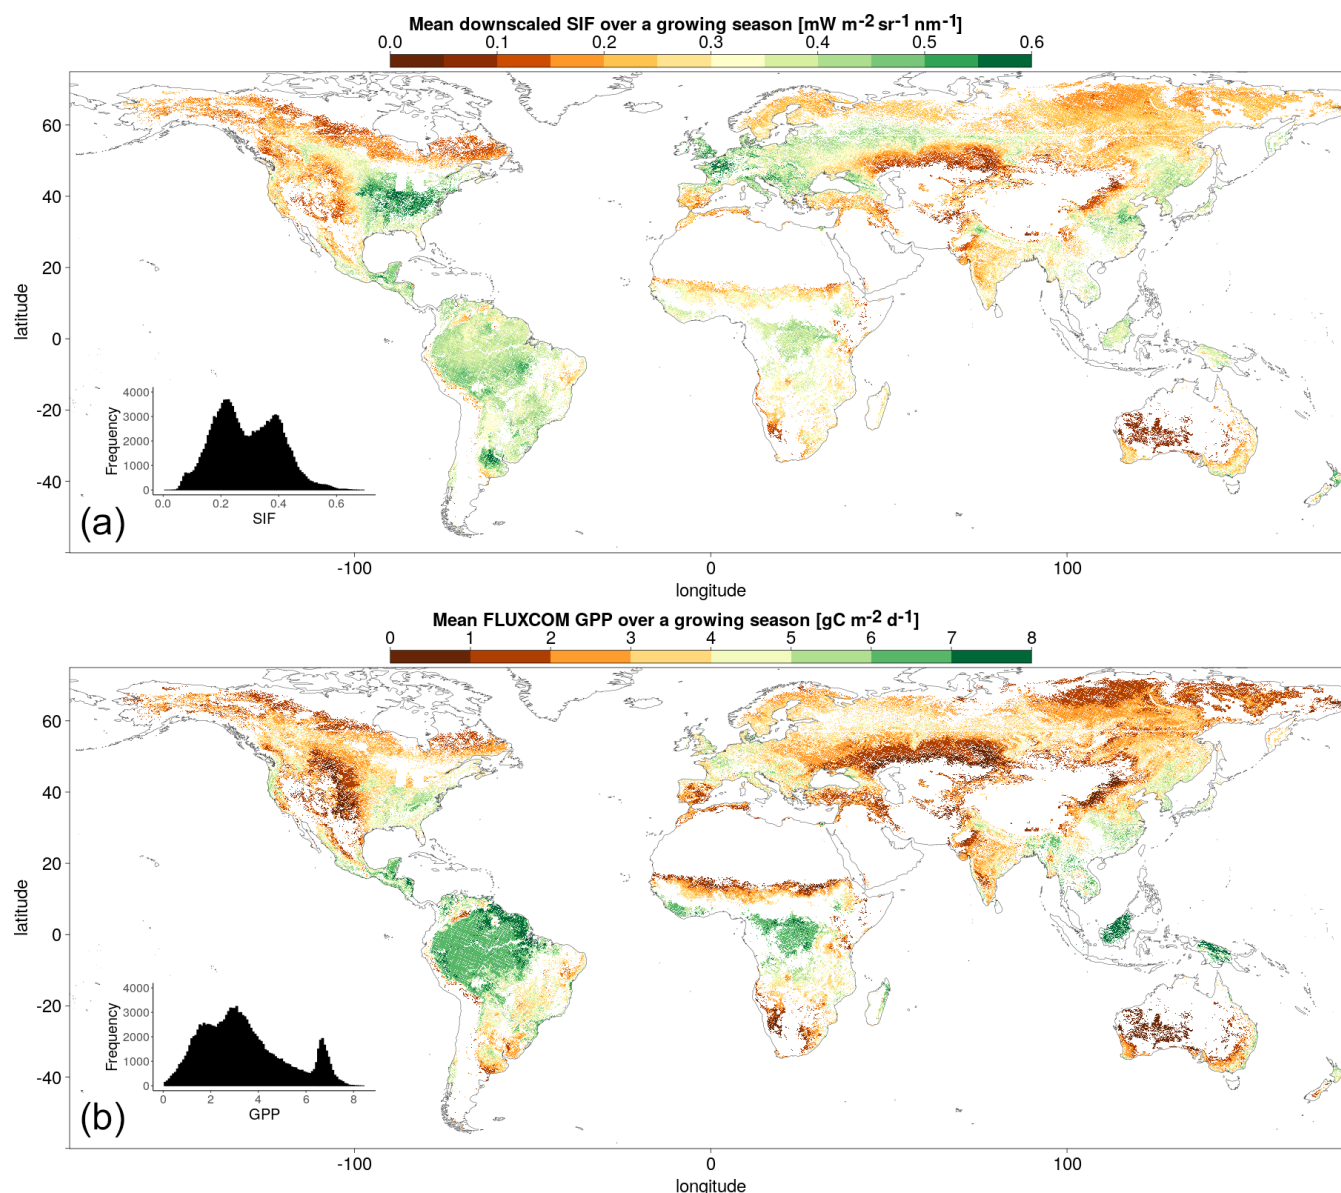 Mean downscaled SIF over a growing season [mW m-2 sr-1 nm-1]
0.0 0.1 0.2 0.3 0.4 0.5 0.6
60
40
20
0
-20
-40
latitude
4000
3000
2000
1000
0
Frequency
0.0 0.2 0.4 0.6
SIF
(a)
-100 0 100
longitude
Mean FLUXCOM GPP over a growing season [gC m-2 d-1]
0 1 2 3 4 5 6 7 8
60
40
20
0
-20
-40
latitude
4000
3000
2000
1000
0
Frequency
0 2 4 6 8
GPP
(b)
-100 0 100
longitude